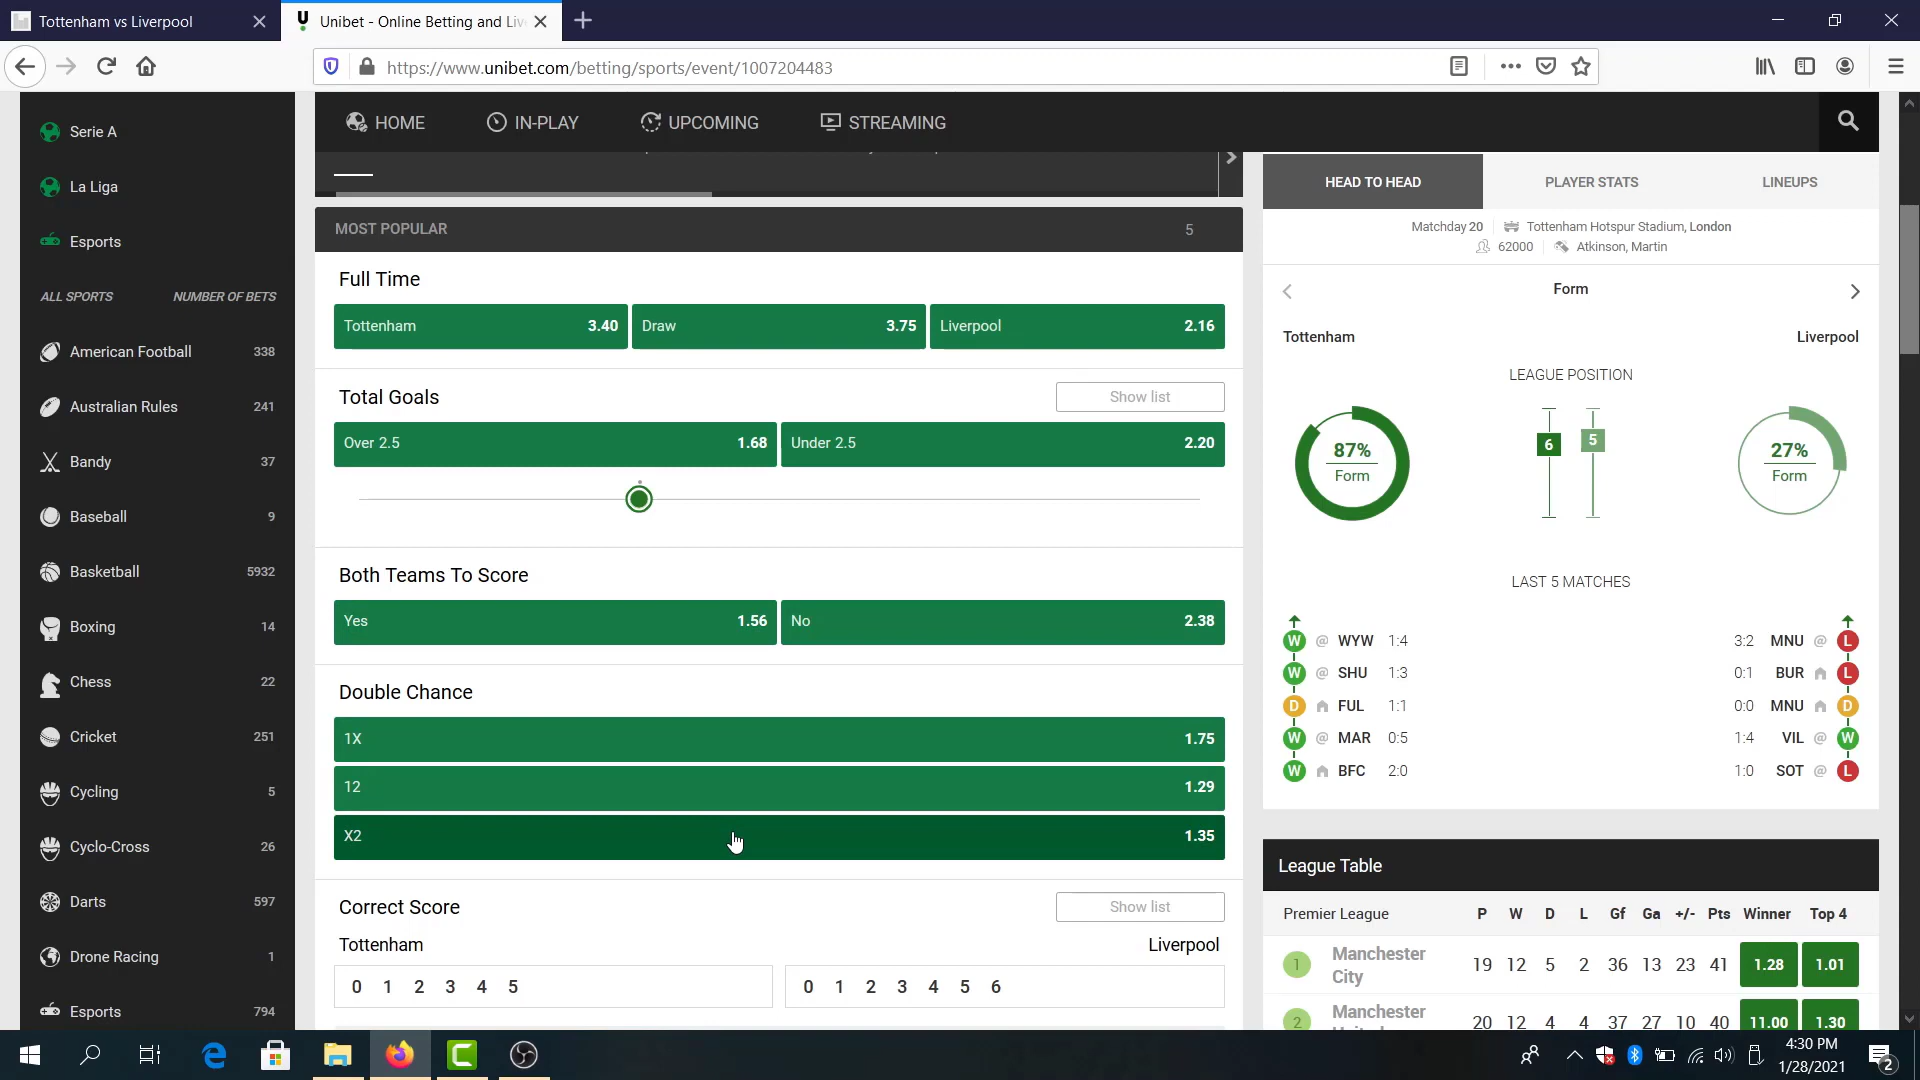 Tottenham vs Liverpool
Unibet - Online Betting and Liv
https://www.unibet.com/betting/sports/event/1007204483
HOME IN-PLAY UPCOMING STREAMING
Serie A
La Liga
Esports
ALL SPORTS NUMBER OF BETS
American Football 338
Australian Rules 241
Bandy 37
Baseball 9
Basketball 5932
Boxing 14
Chess 22
Cricket 251
Cycling 5
Cyclo-Cross 26
Darts 597
Drone Racing 1
Esports 794
MOST POPULAR 5
Full Time
Tottenham 3.40 Draw 3.75 Liverpool 2.16
Total Goals Show list
Over 2.5 1.68 Under 2.5 2.20
Both Teams To Score
Yes 1.56 No 2.38
Double Chance
1X 1.75
12 1.29
X2 1.35
Correct Score Show list
Tottenham Liverpool
0 1 2 3 4 5 0 1 2 3 4 5 6
HEAD TO HEAD PLAYER STATS LINEUPS
Matchday 20 Tottenham Hotspur Stadium, London
62000 Atkinson, Martin
Form
Tottenham Liverpool
LEAGUE POSITION
87% Form 6 5 27% Form
LAST 5 MATCHES
W @ WYW 1:4 3:2 MNU @ L
W @ SHU 1:3 0:1 BUR L
D FUL 1:1 0:0 MNU D
W @ MAR 0:5 1:4 VIL @ W
W BFC 2:0 1:0 SOT @ L
League Table
Premier League P W D L Gf Ga +/- Pts Winner Top 4
1 Manchester City 19 12 5 2 36 13 23 41 1.28 1.01
2 Manchester 20 12 4 4 37 27 10 40 11.00 1.30
4:30 PM
1/28/2021
2